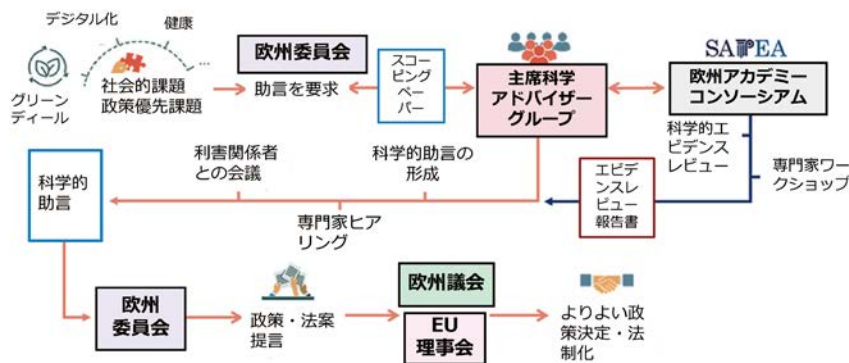 デジタル化
健康
グリーン
ディール
社会的課題
政策優先課題
欧州委員会
助言を要求
スコー
ピング
ペー
パー
主席科学
アドバイザー
グループ
SAPEA
欧州アカデミー
コンソーシアム
科学的エ
ビデンス
レビュー
専門家ワー
クショップ
エビデ
ンスレ
ビュー
報告書
科学的助言の
形成
利害関係者
との会議
専門家ヒア
リング
科学的
助言
欧州
委員会
政策・法案
提言
欧州議会
EU
理事会
よりよい政
策決定・法
制化